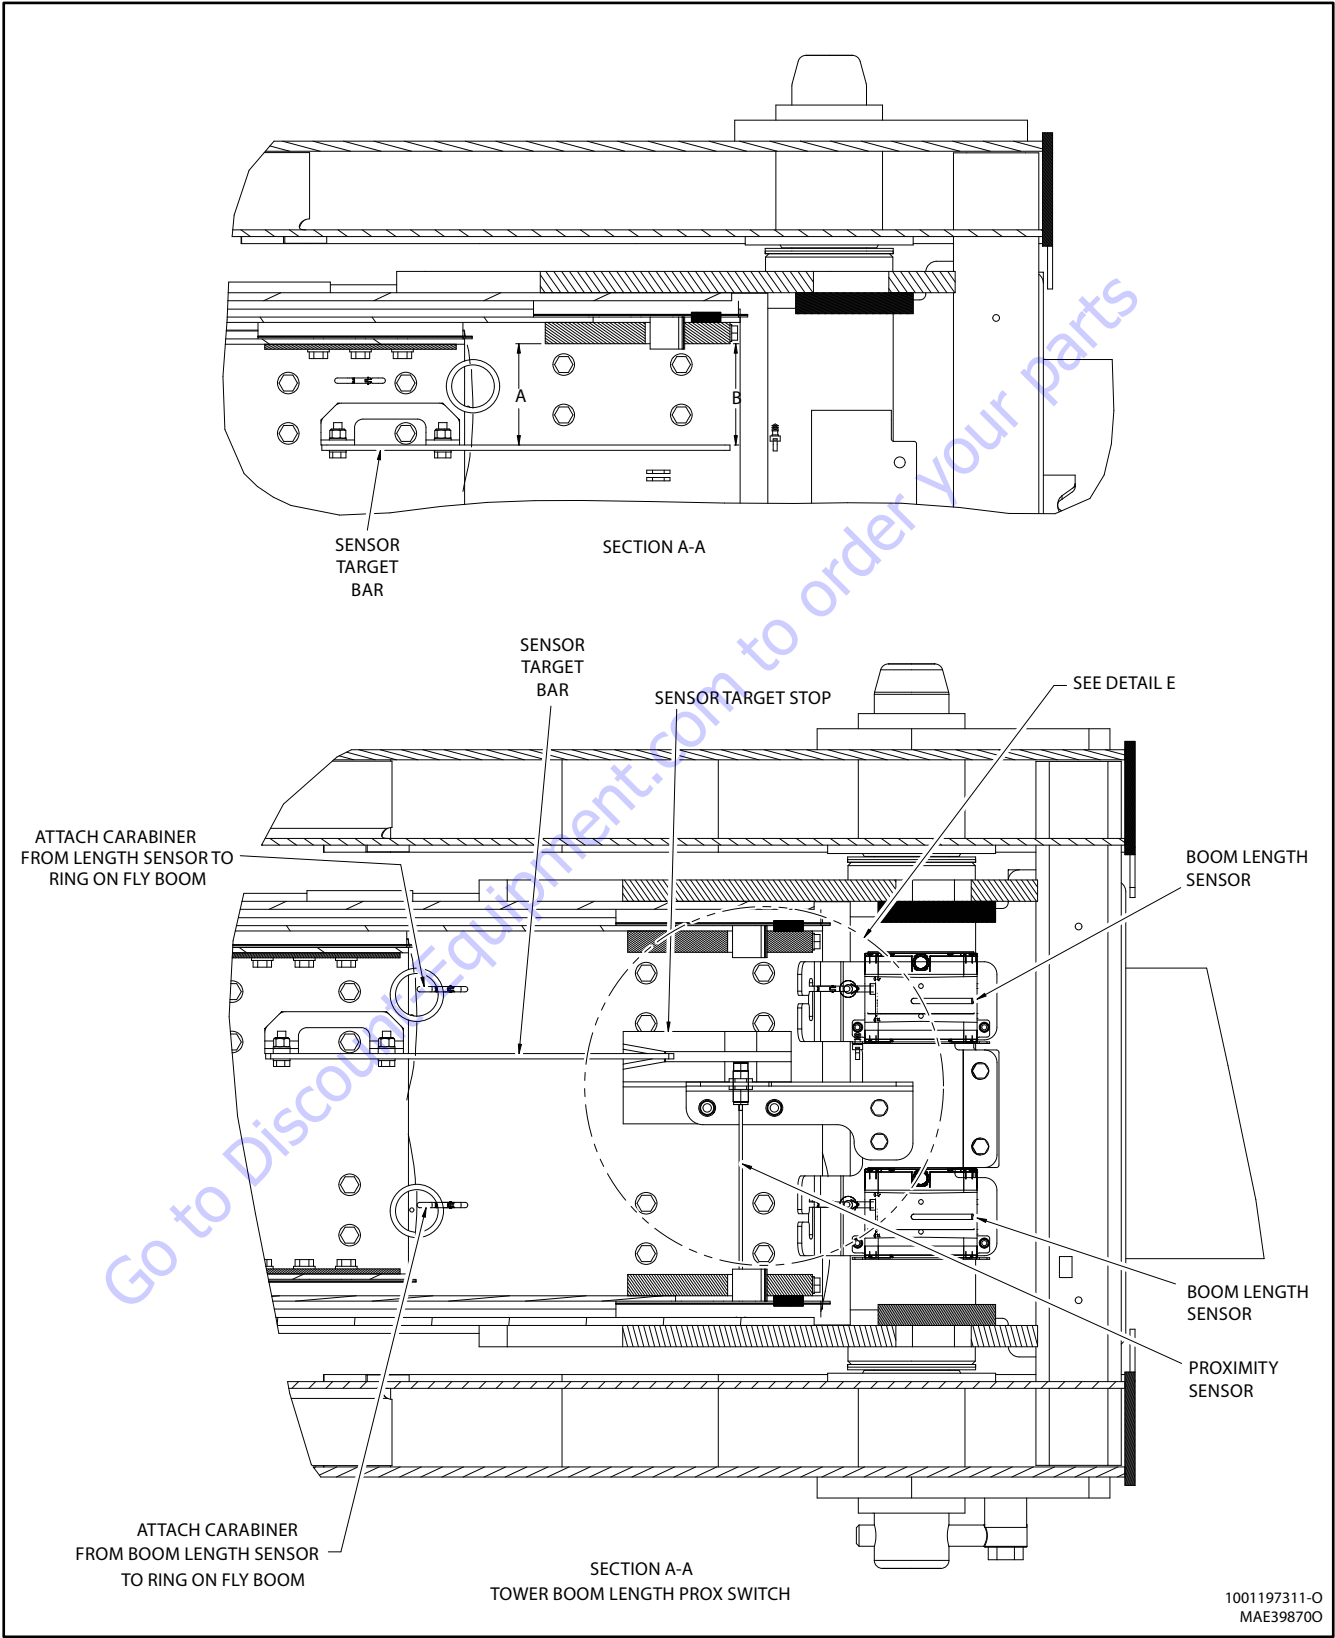 A
B
SENSOR
TARGET
BAR
SECTION A-A
SENSOR
TARGET
BAR
SENSOR TARGET STOP
SEE DETAIL E
ATTACH CARABINER
FROM LENGTH SENSOR TO
RING ON FLY BOOM
BOOM LENGTH
SENSOR
BOOM LENGTH
SENSOR
PROXIMITY
SENSOR
ATTACH CARABINER
FROM BOOM LENGTH SENSOR
TO RING ON FLY BOOM
SECTION A-A
TOWER BOOM LENGTH PROX SWITCH
1001197311-O
MAE39870O
Go to Discount-Equipment.com to order your parts